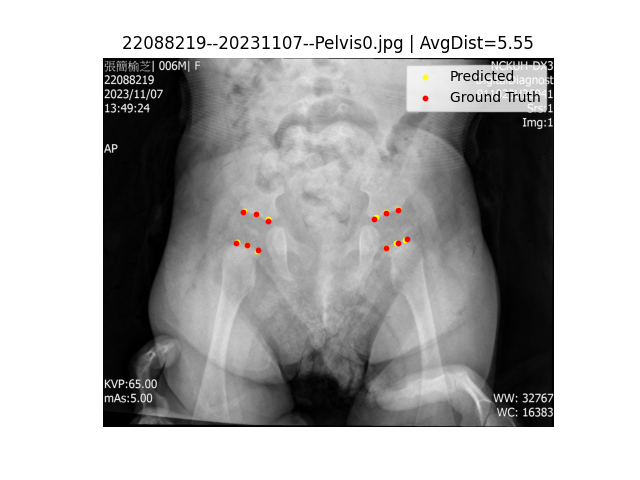 22088219--20231107--Pelvis0.jpg | AvgDist=5.55
張簡榆芝| 006M| F
22088219
2023/11/07
13:49:24
AP
NCKUH-DX3
Predicted
Ground Truth
Srs:1
Img:1
KVP:65.00
mAs:5.00
WW: 32767
WC: 16383